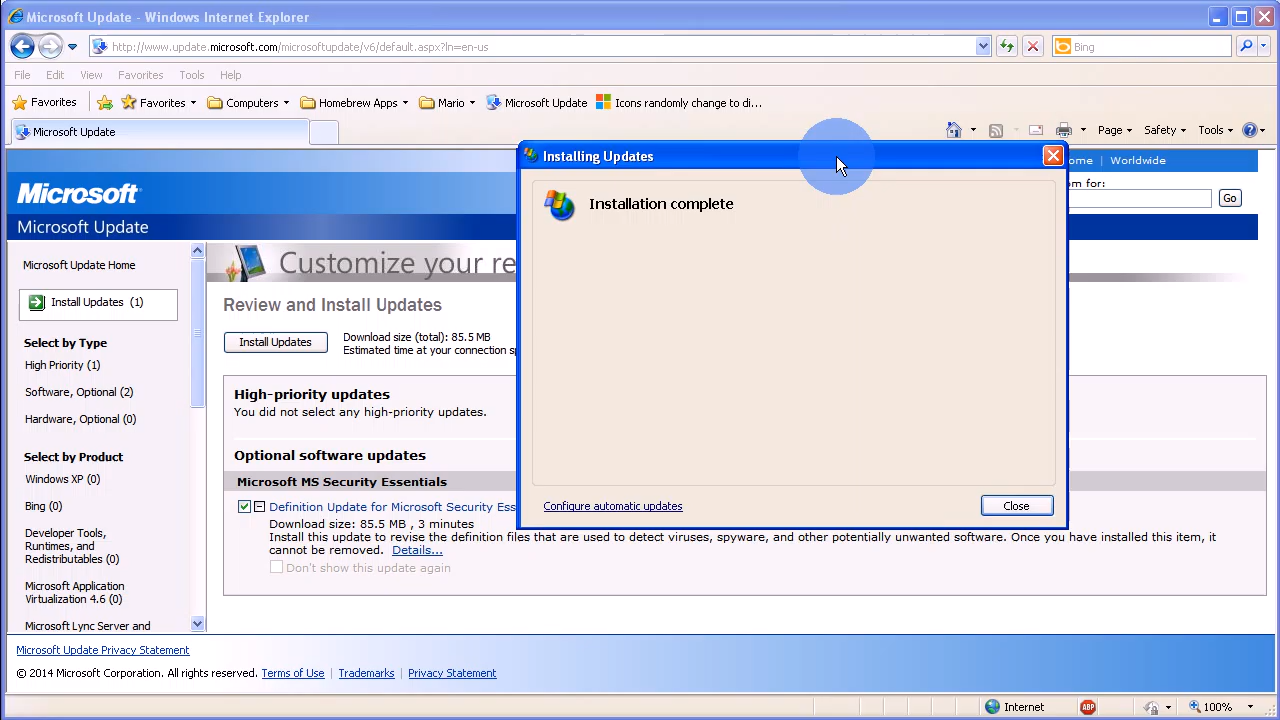 Microsoft Update - Windows Internet Explorer
http://www.update.microsoft.com/microsoftupdate/v6/default.aspx?ln=en-us
Bing
File Edit View Favorites Tools Help
Favorites Favorites Computers Homebrew Apps Mario Microsoft Update Icons randomly change to di...
Microsoft Update
Page Safety Tools
Installing Updates
ome | Worldwide
Microsoft
m for:
Go
Microsoft Update
Installation complete
Microsoft Update Home
Customize your re
Install Updates (1)
Review and Install Updates
Install Updates
Download size (total): 85.5 MB
Estimated time at your connection sp
Select by Type
High Priority (1)
Software, Optional (2)
Hardware, Optional (0)
High-priority updates
You did not select any high-priority updates.
Select by Product
Windows XP (0)
Bing (0)
Developer Tools,
Runtimes, and
Redistributables (0)
Microsoft Application
Virtualization 4.6 (0)
Microsoft Lync Server and
Optional software updates
Microsoft MS Security Essentials
Definition Update for Microsoft Security Ess
Download size: 85.5 MB , 3 minutes
Install this update to revise the definition files that are used to detect viruses, spyware, and other potentially unwanted software. Once you have installed this item, it
cannot be removed. Details...
Don't show this update again
Configure automatic updates
Close
Microsoft Update Privacy Statement
© 2014 Microsoft Corporation. All rights reserved. Terms of Use | Trademarks | Privacy Statement
Internet
ABP
100%